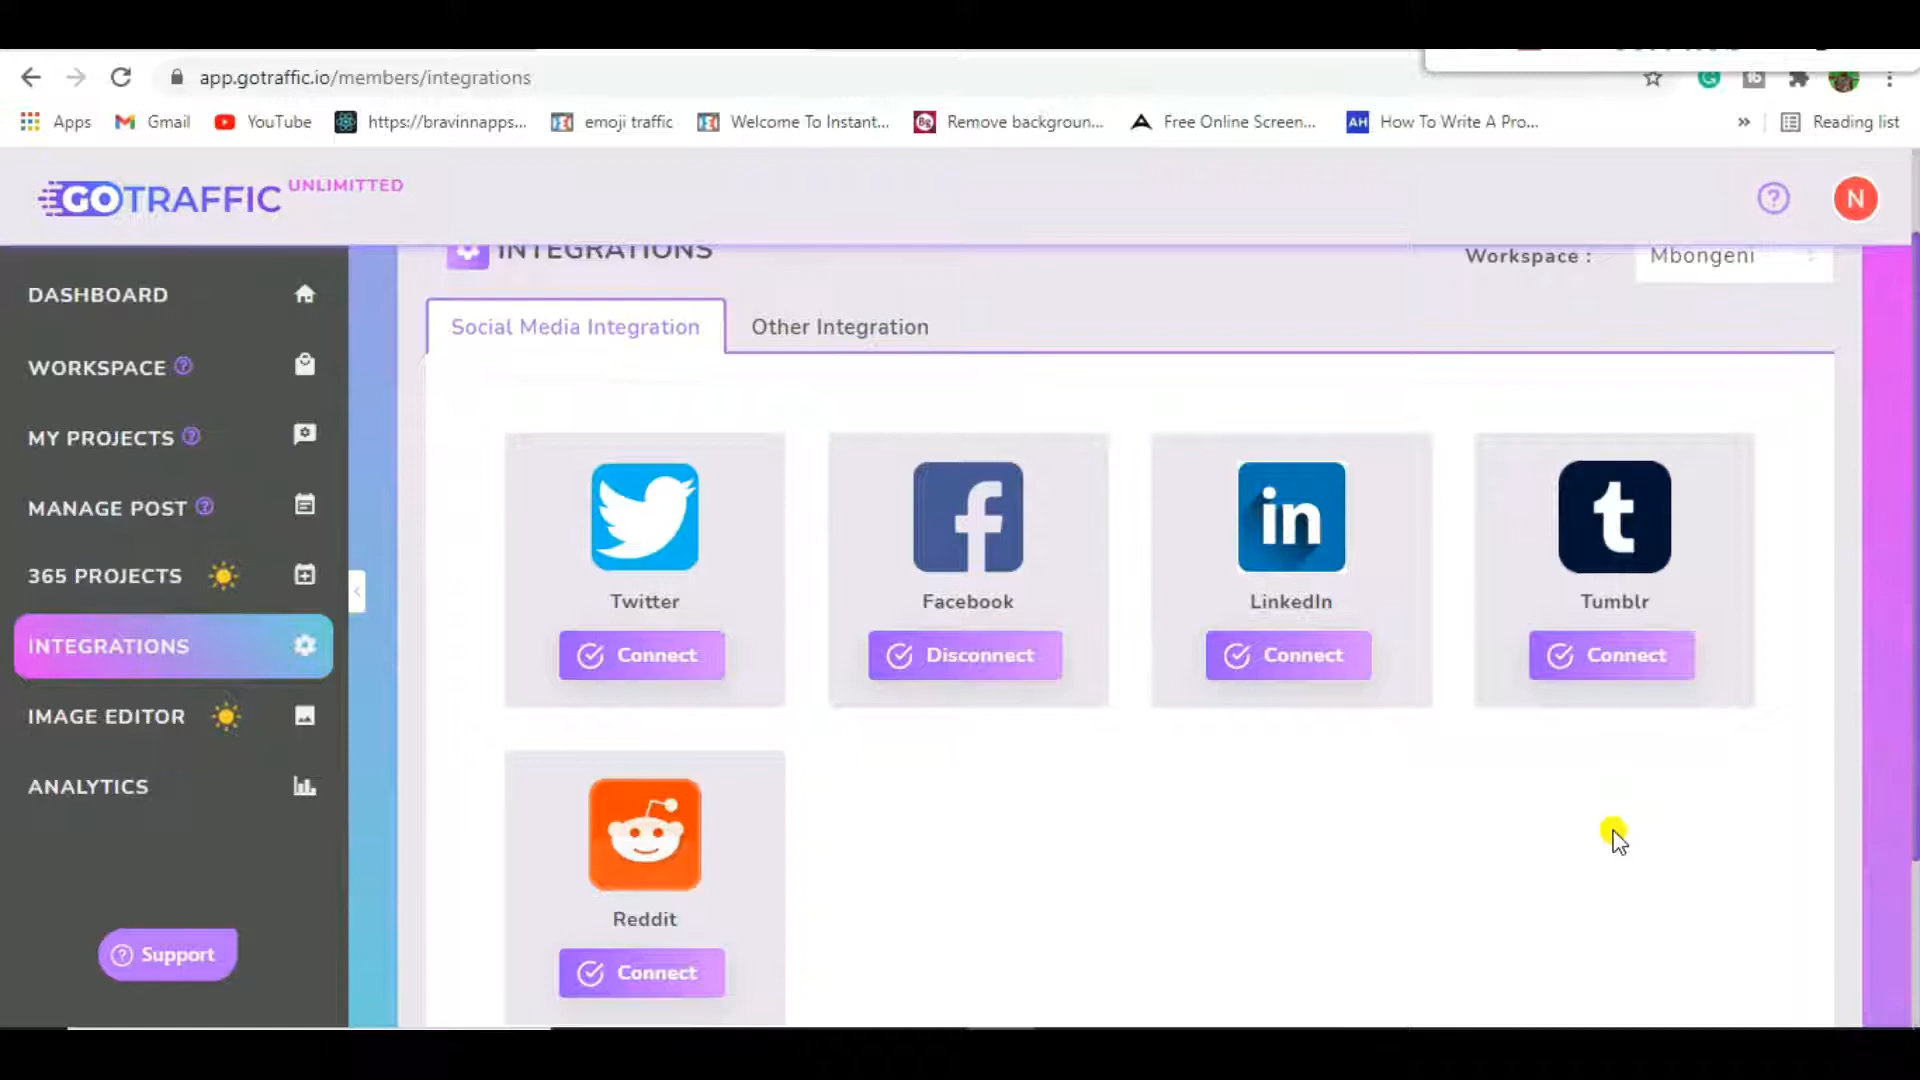 app.gotraffic.io/members/integrations
Apps Gmail YouTube https://bravinnapps... emoji traffic Welcome To Instant... Bg Remove backgroun... Free Online Screen... AH How To Write A Pro... » Reading list
GOTRAFFIC UNLIMITTED
N
INTEGRATIONS
Workspace : Mbongeni
DASHBOARD
WORKSPACE
MY PROJECTS
MANAGE POST
365 PROJECTS
INTEGRATIONS
IMAGE EDITOR
ANALYTICS
Support
Social Media Integration Other Integration
Twitter Facebook LinkedIn Tumblr
Connect Disconnect Connect Connect
Reddit
Connect